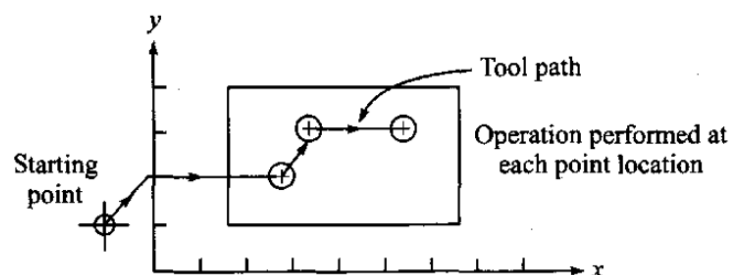 y
Tool path
Operation performed at
each point location
Starting
point
x